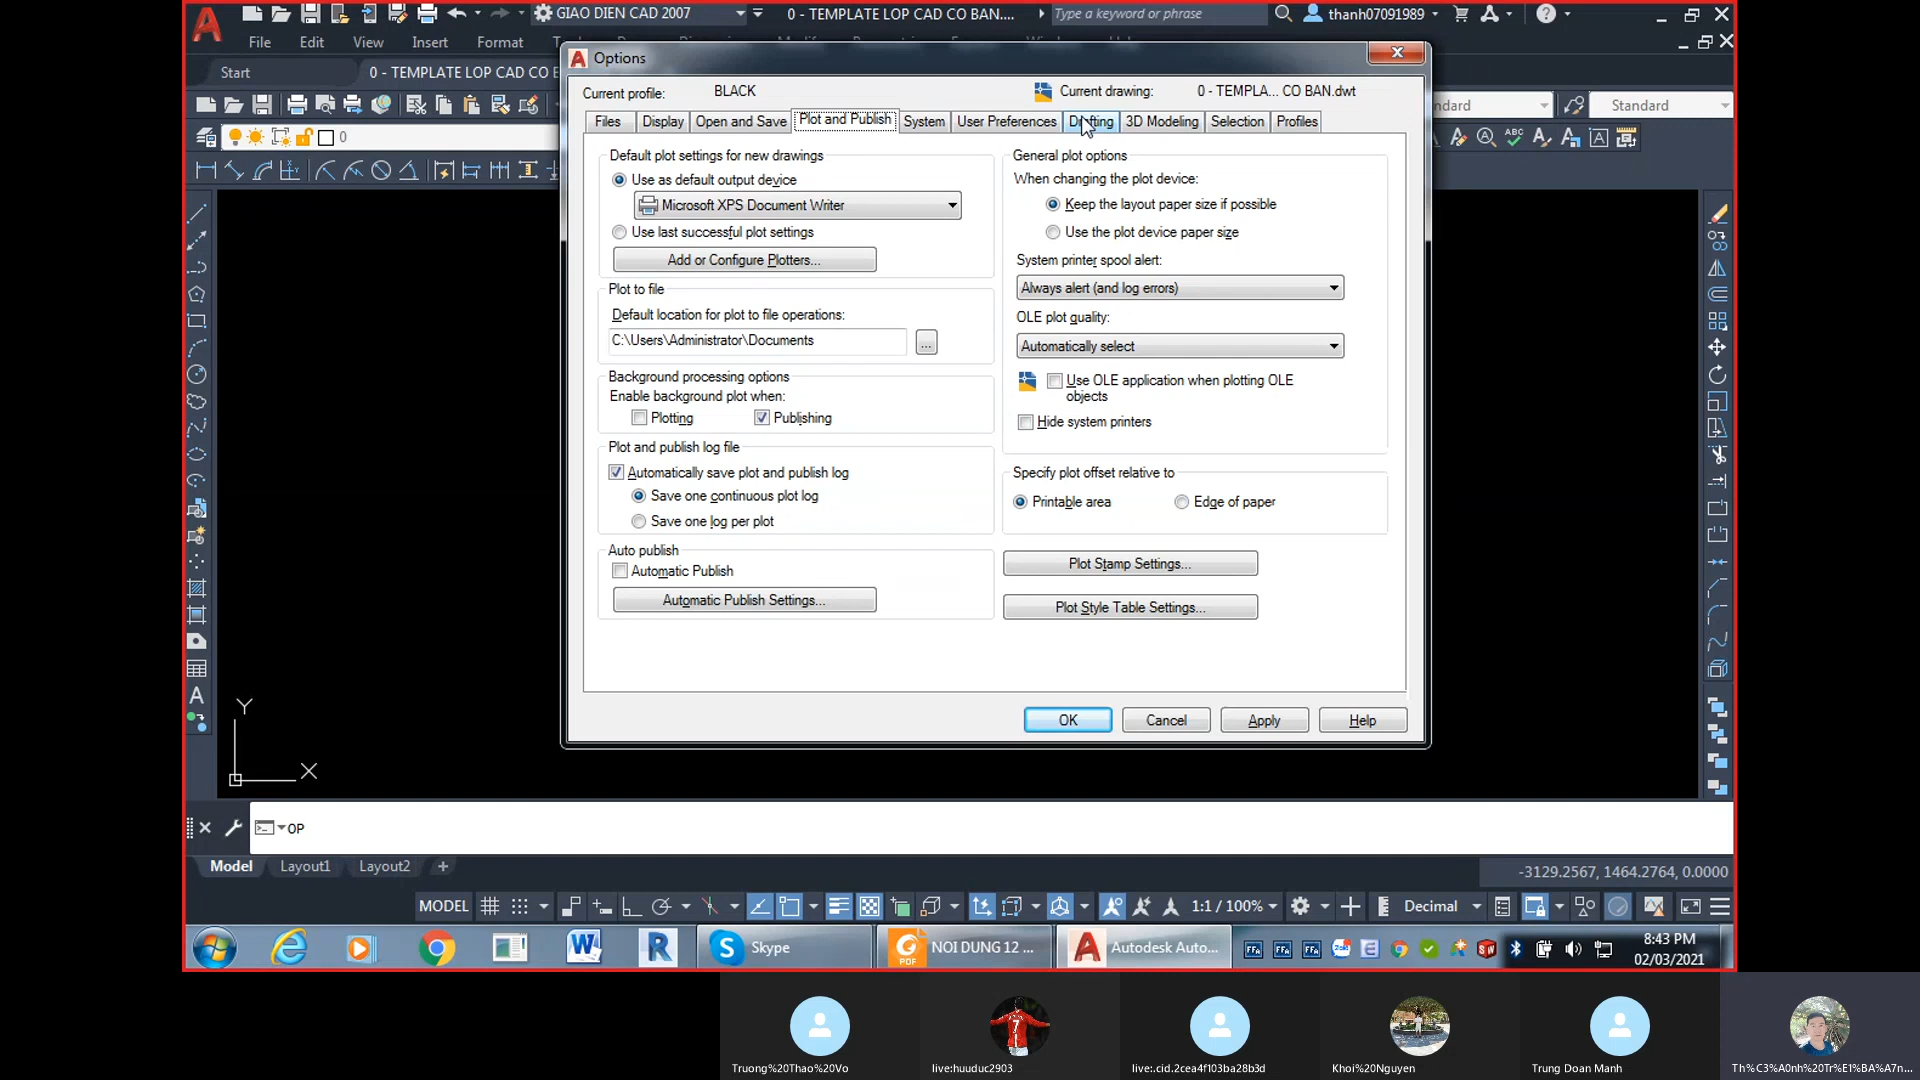 GIAO DIEN CAD 2007
0 - TEMPLATE LOP CAD CO BAN....
Type a keyword or phrase
thanh07091989
File Edit View Insert Format
Start
0 - TEMPLATE LOP CAD CO B
Options
Current profile: BLACK
Current drawing: 0 - TEMPLA... CO BAN.dwt
Files Display Open and Save Plot and Publish System User Preferences Drafting 3D Modeling Selection Profiles
ndard
Standard
0
Default plot settings for new drawings
Use as default output device
Microsoft XPS Document Writer
Use last successful plot settings
Add or Configure Plotters...
Plot to file
Default location for plot to file operations:
C:\Users\Administrator\Documents
...
Background processing options
Enable background plot when:
Plotting Publishing
Plot and publish log file
Automatically save plot and publish log
Save one continuous plot log
Save one log per plot
Auto publish
Automatic Publish
Automatic Publish Settings...
General plot options
When changing the plot device:
Keep the layout paper size if possible
Use the plot device paper size
System printer spool alert:
Always alert (and log errors)
OLE plot quality:
Automatically select
Use OLE application when plotting OLE
objects
Hide system printers
Specify plot offset relative to
Printable area Edge of paper
Plot Stamp Settings...
Plot Style Table Settings...
OK Cancel Apply Help
Y
X
OP
Model Layout1 Layout2 +
-3129.2567, 1464.2764, 0.0000
MODEL 1:1 / 100% Decimal
Skype
NOI DUNG 12 ...
Autodesk Auto...
8:43 PM
02/03/2021
Truong%20Thao%20Vo
live:huuduc2903
live:.cid.2cea4f103ba28b3d
Khoi%20Nguyen
Trung Doan Manh
Th%C3%A0nh%20Tr%E1%BA%A7n...